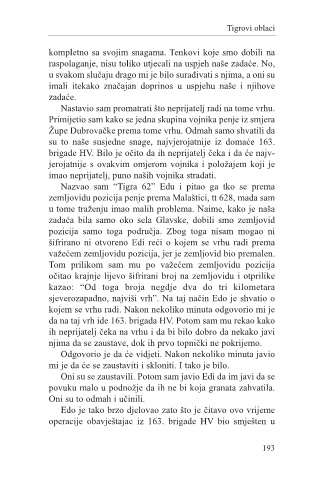 Tigrovi oblaci
kompletno sa svojim snagama. Tenkovi koje smo dobili na
raspolaganje, nisu toliko utjecali na uspjeh naše zadaće. No,
u svakom slučaju drago mi je bilo surađivati s njima, a oni su
imali itekako značajan doprinos u uspjehu naše i njihove
zadaće.
Nastavio sam promatrati što neprijatelj radi na tome vrhu.
Primijetio sam kako se jedna skupina vojnika penje iz smjera
Župe Dubrovačke prema tome vrhu. Odmah samo shvatili da
su to naše susjedne snage, najvjerojatnije iz domaće 163.
brigade HV. Bilo je očito da ih neprijatelj čeka i da će najv-
jerojatnije s ovakvim omjerom vojnika i položajem koji je
imao neprijatelj, puno naših vojnika stradati.
Nazvao sam “Tigra 62” Edu i pitao ga tko se prema
zemljovidu pozicija penje prema Malaštici, tt 628, mada sam
u tome traženju imao malih problema. Naime, kako je naša
zadaća bila samo oko sela Glavske, dobili smo zemljovid
pozicija samo toga područja. Zbog toga nisam mogao ni
šifrirano ni otvoreno Edi reći o kojem se vrhu radi prema
važećem zemljovidu pozicija, jer je zemljovid bio premalen.
Tom prilikom sam mu po važećem zemljovidu pozicija
očitao krajnje lijevo šifrirani broj na zemljovidu i otprilike
kazao: “Od toga broja negdje dva do tri kilometara
sjeverozapadno, najviši vrh”. Na taj način Edo je shvatio o
kojem se vrhu radi. Nakon nekoliko minuta odgovorio mi je
da na taj vrh ide 163. brigada HV. Potom sam mu rekao kako
ih neprijatelj čeka na vrhu i da bi bilo dobro da nekako javi
njima da se zaustave, dok ih prvo topnički ne pokrijemo.
Odgovorio je da će vidjeti. Nakon nekoliko minuta javio
mi je da će se zaustaviti i skloniti. I tako je bilo.
Oni su se zaustavili. Potom sam javio Edi da im javi da se
povuku malo u podnožje da ih ne bi koja granata zahvatila.
Oni su to odmah i učinili.
Edo je tako brzo djelovao zato što je čitavo ovo vrijeme
operacije obavještajac iz 163. brigade HV bio smješten u
193